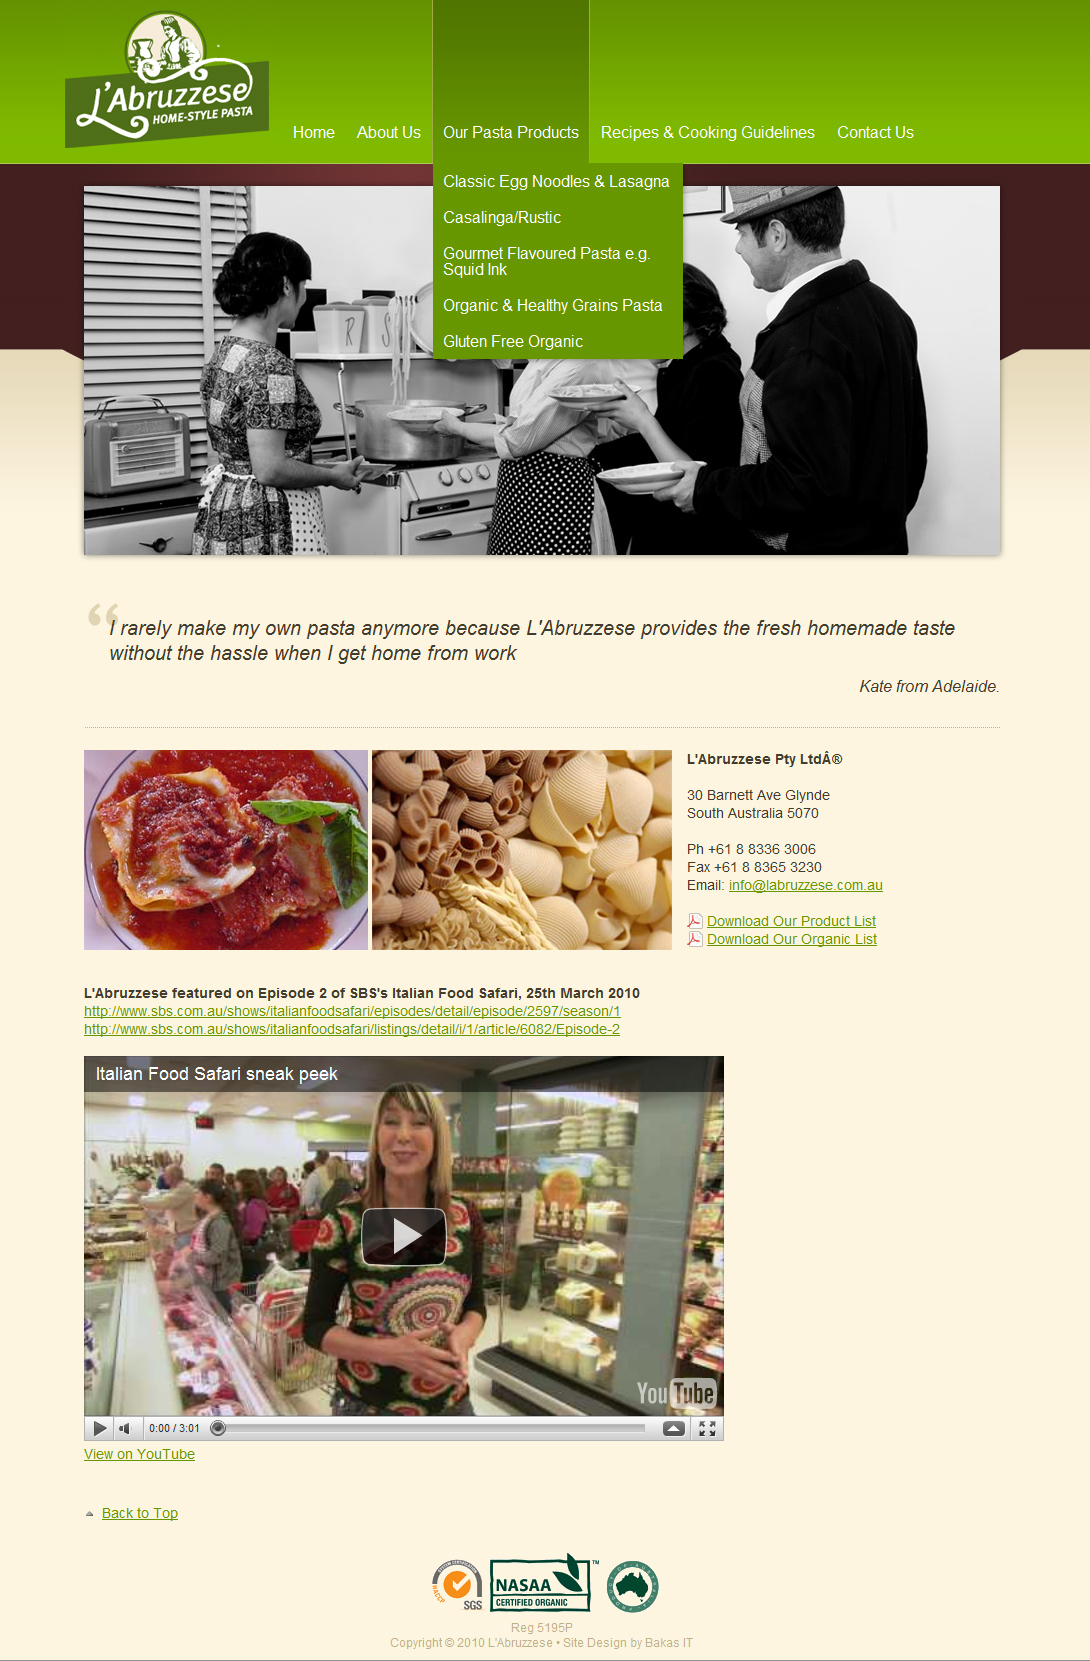 L'Abruzzese
HOME-STYLE PASTA
Home
About Us
Our Pasta Products
Recipes & Cooking Guidelines
Contact Us
Classic Egg Noodles & Lasagna
Casalinga/Rustic
Gourmet Flavoured Pasta e.g.
Squid Ink
Organic & Healthy Grains Pasta
Gluten Free Organic
R
S
“I rarely make my own pasta anymore because L'Abruzzese provides the fresh homemade taste
without the hassle when I get home from work
Kate from Adelaide.
L'Abruzzese Pty LtdÂ®
30 Barnett Ave Glynde
South Australia 5070
Ph +61 8 8336 3006
Fax +61 8 8365 3230
Email: info@labruzzese.com.au
Download Our Product List
Download Our Organic List
L'Abruzzese featured on Episode 2 of SBS's Italian Food Safari, 25th March 2010
http://www.sbs.com.au/shows/italianfoodsafari/episodes/detail/episode/2597/season/1
http://www.sbs.com.au/shows/italianfoodsafari/listings/detail/i/1/article/6082/Episode-2
Italian Food Safari sneak peek
YouTube
0:00 / 3:01
View on YouTube
Back to Top
SYSTEM CERTIFICATION
HACCP
SGS
NASAA
CERTIFIED ORGANIC
TM
Reg 5195P
Copyright © 2010 L'Abruzzese • Site Design by Bakas IT